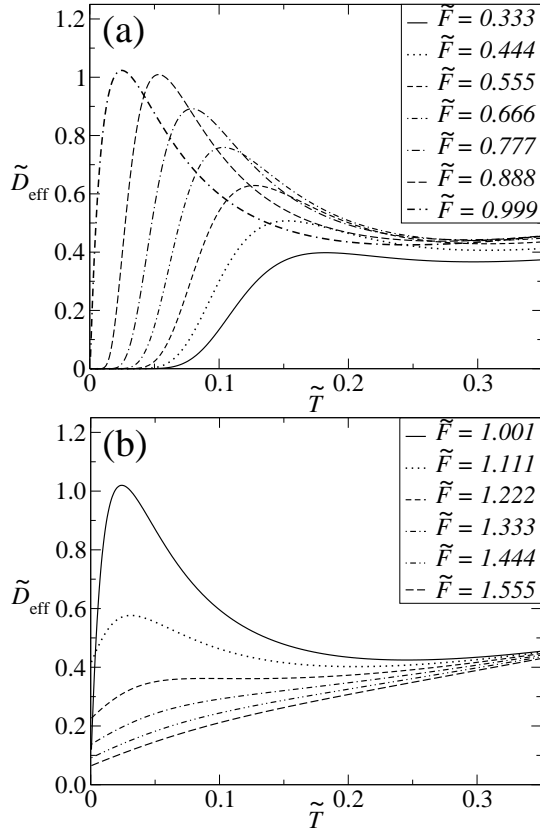 (a)
F̃ = 0.333
F̃ = 0.444
F̃ = 0.555
F̃ = 0.666
F̃ = 0.777
F̃ = 0.888
F̃ = 0.999
1.2
1
0.8
0.6
0.4
0.2
0
D̃eff
0 0.1 0.2 0.3
T̃
(b)
F̃ = 1.001
F̃ = 1.111
F̃ = 1.222
F̃ = 1.333
F̃ = 1.444
F̃ = 1.555
1.2
1.0
0.8
0.6
0.4
0.2
0.0
D̃eff
0 0.1 0.2 0.3
T̃